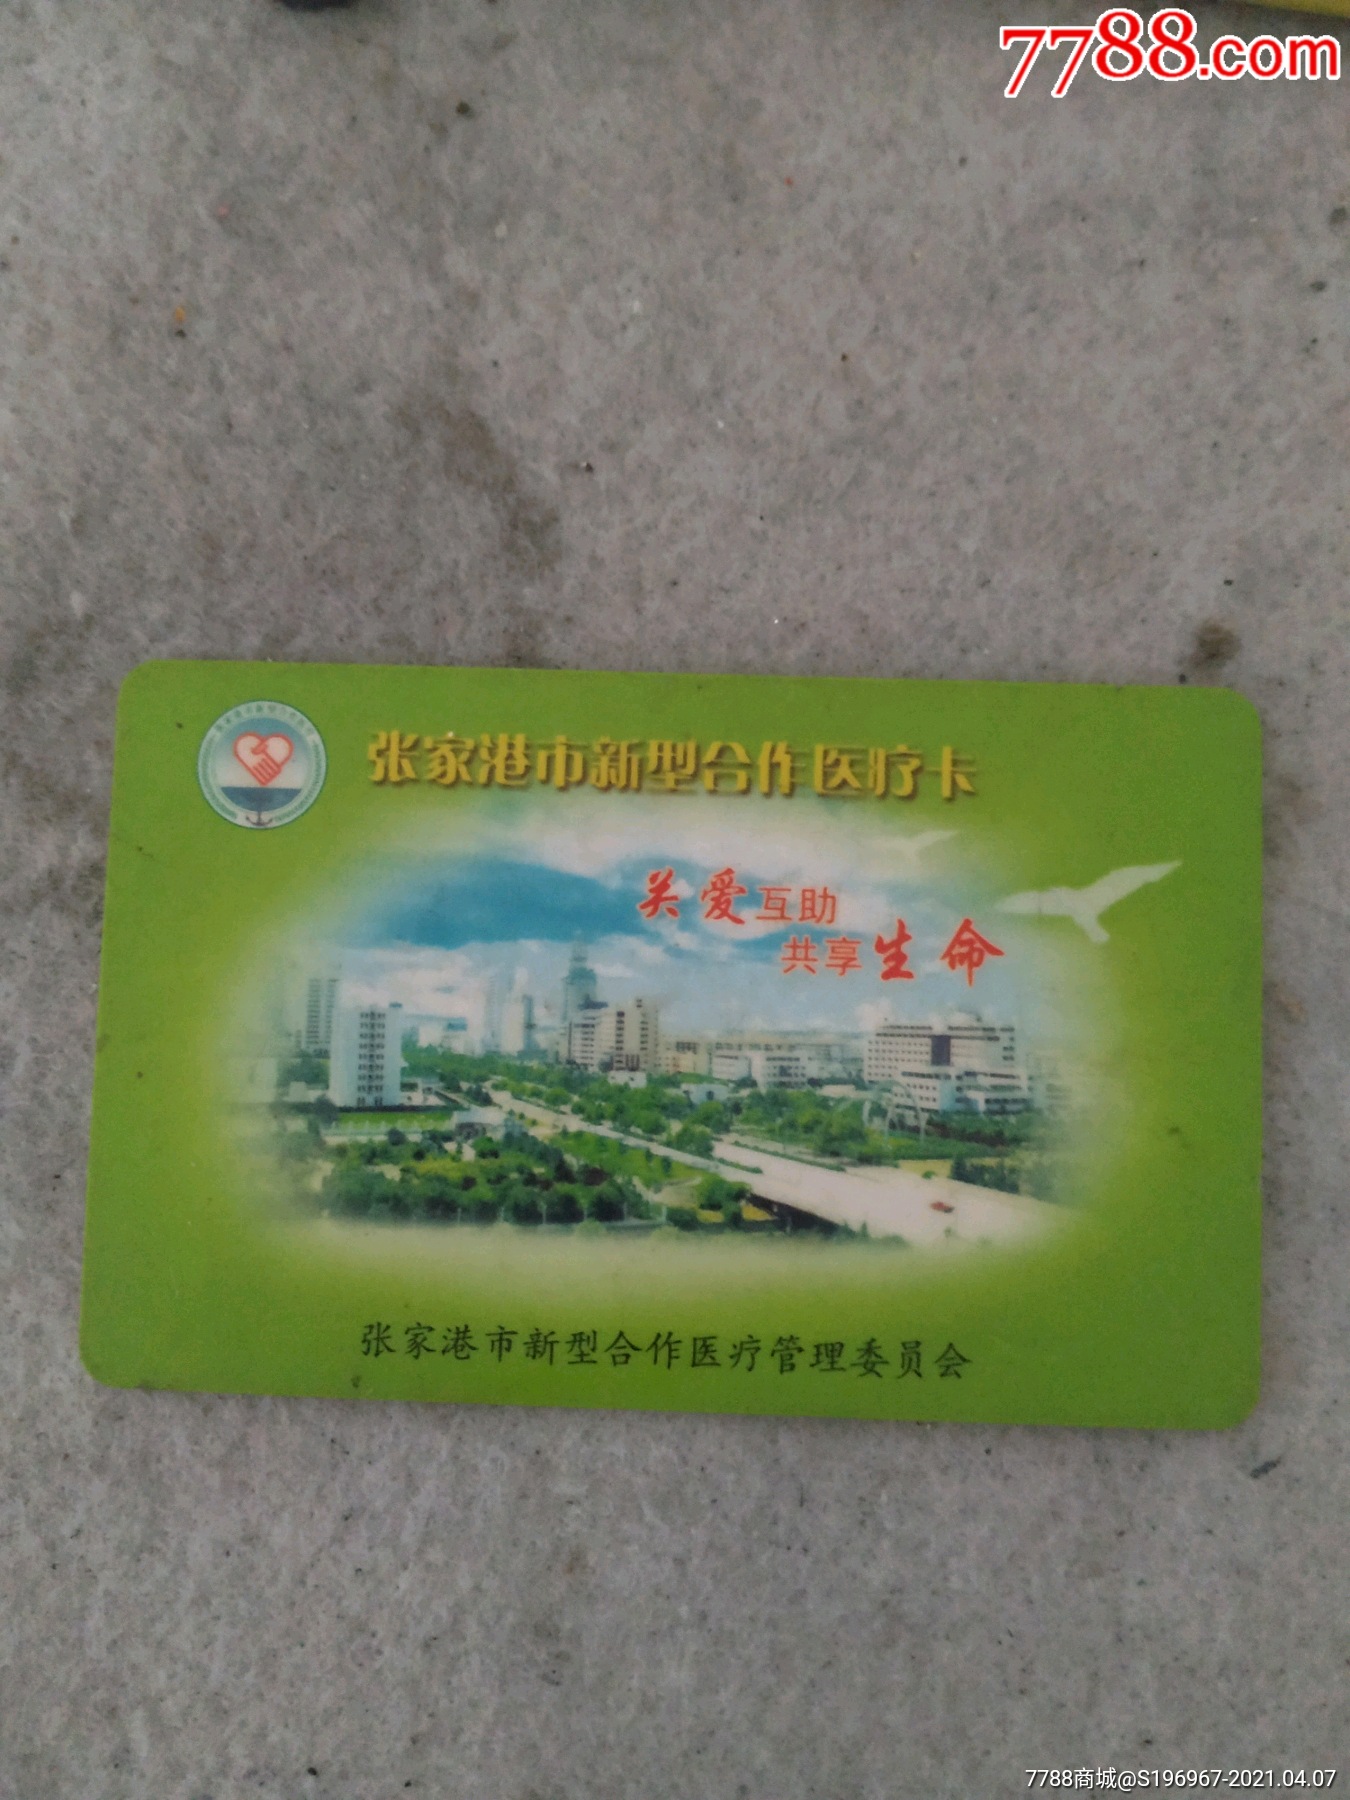 7788.com
张家港市新型合作医疗卡
关爱互助
共享生命
张家港市新型合作医疗管理委员会
7788商城@S196967-2021.04.07